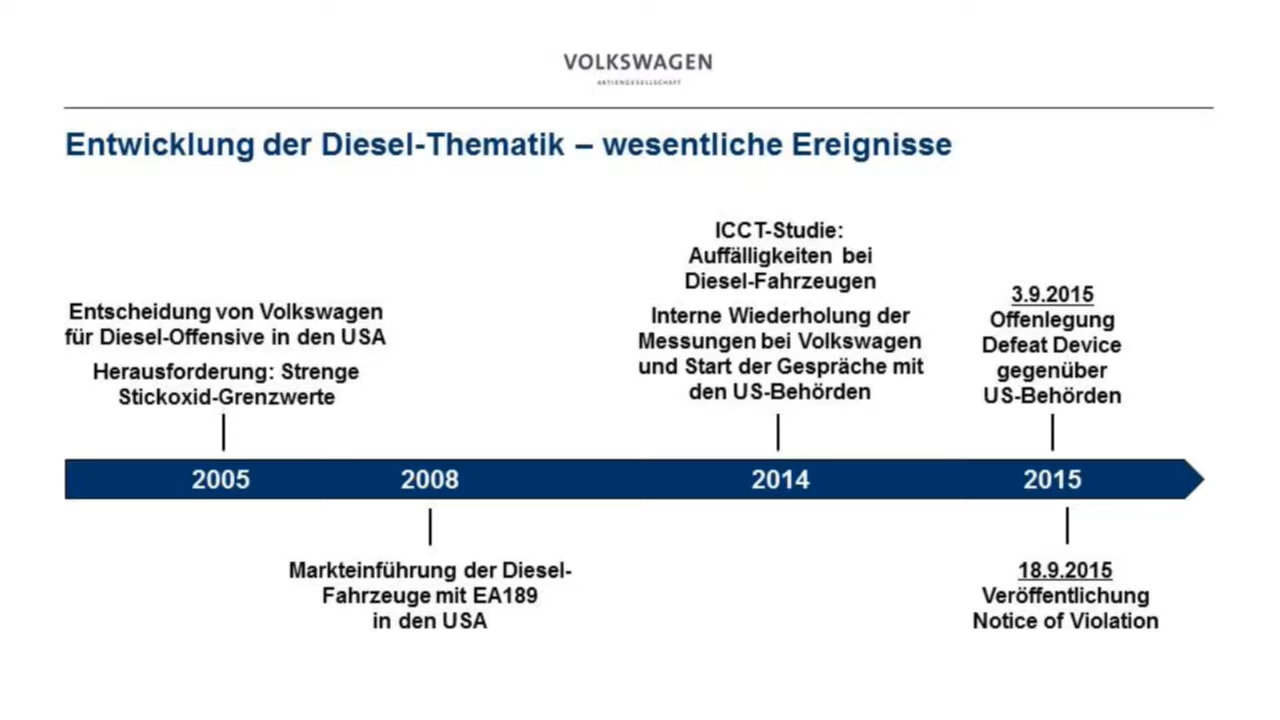 VOLKSWAGEN
AKTIENGESELLSCHAFT
Entwicklung der Diesel-Thematik – wesentliche Ereignisse
Entscheidung von Volkswagen
für Diesel-Offensive in den USA
Herausforderung: Strenge
Stickoxid-Grenzwerte
ICCT-Studie:
Auffälligkeiten bei
Diesel-Fahrzeugen
Interne Wiederholung der
Messungen bei Volkswagen
und Start der Gespräche mit
den US-Behörden
3.9.2015
Offenlegung
Defeat Device
gegenüber
US-Behörden
2005 2008 2014 2015
Markteinführung der Diesel-
Fahrzeuge mit EA189
in den USA
18.9.2015
Veröffentlichung
Notice of Violation